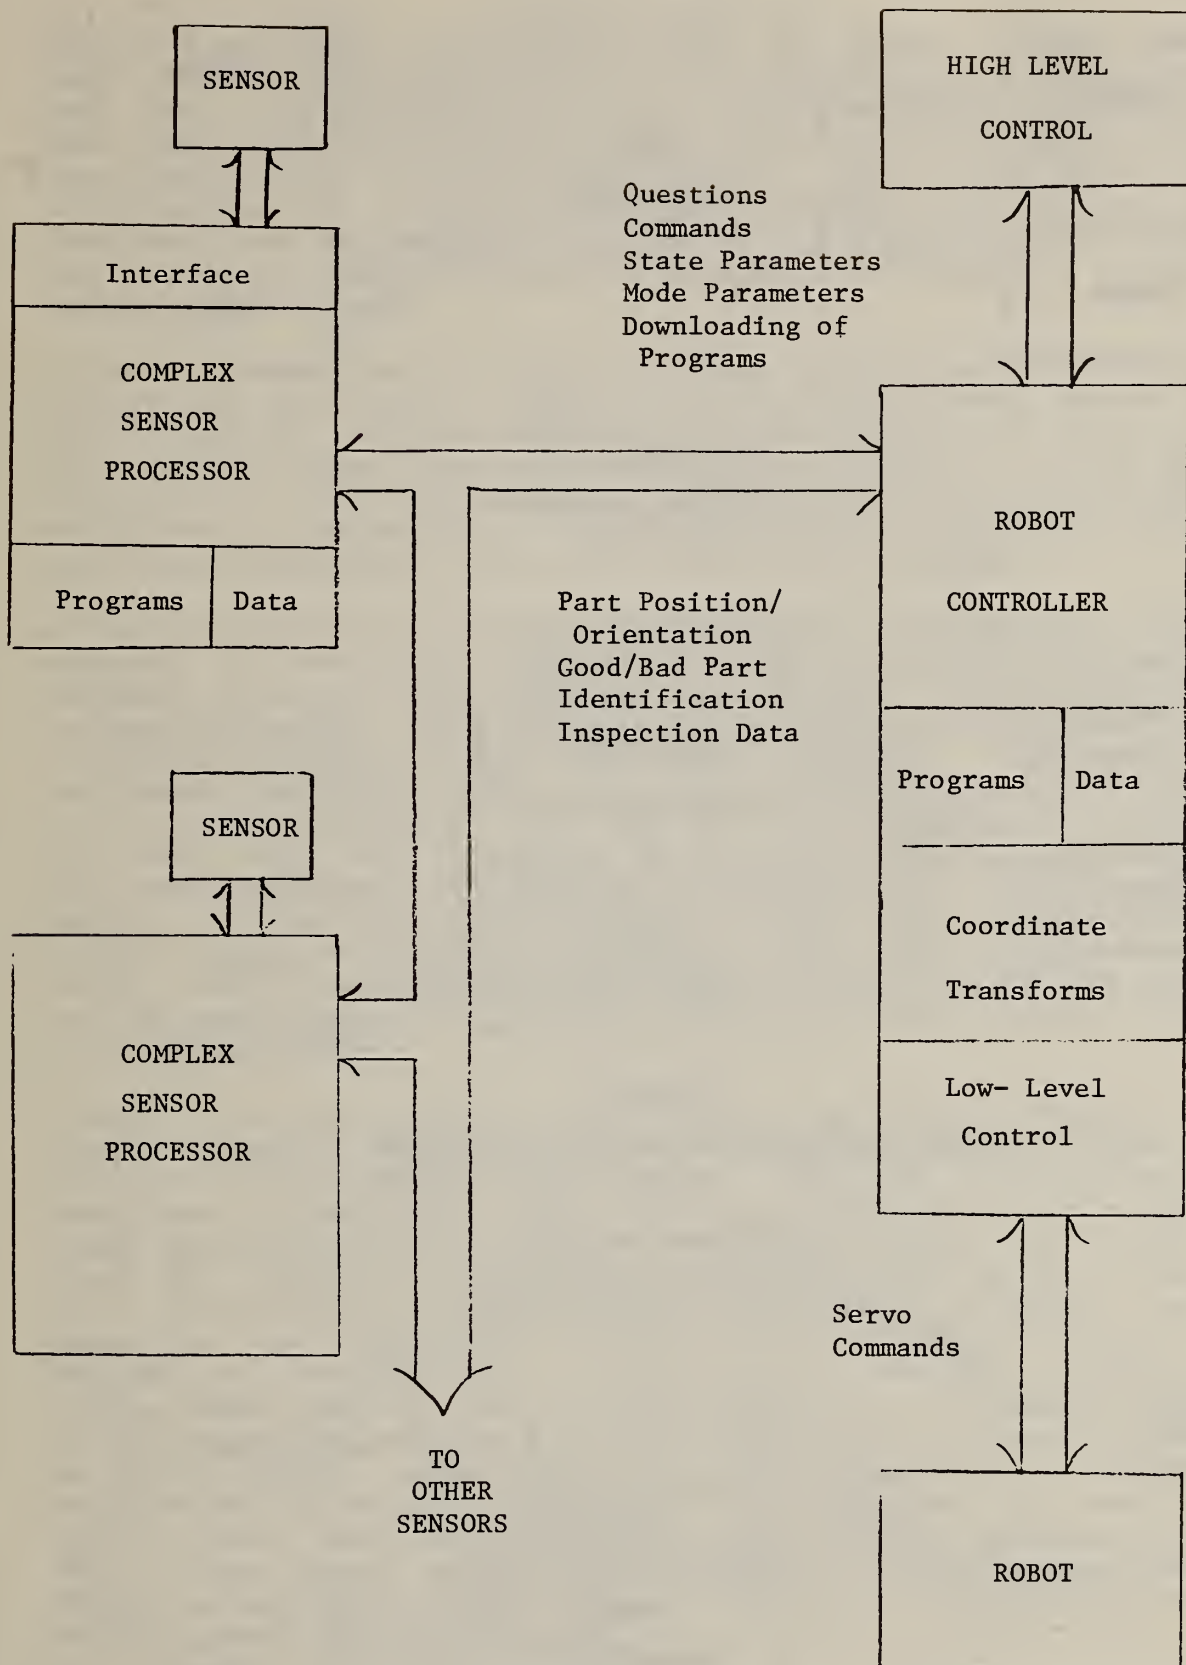 SENSOR
HIGH LEVEL
CONTROL
Questions
Commands
State Parameters
Mode Parameters
Downloading of
Programs
Interface
COMPLEX
SENSOR
PROCESSOR
Programs
Data
ROBOT
CONTROLLER
Part Position/
Orientation
Good/Bad Part
Identification
Inspection Data
Programs
Data
SENSOR
Coordinate
Transforms
COMPLEX
SENSOR
PROCESSOR
Low- Level
Control
Servo
Commands
TO
OTHER
SENSORS
ROBOT